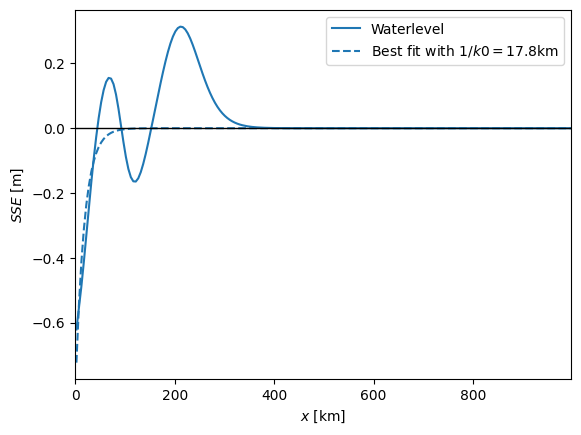 Waterlevel
Best fit with 1/k0 = 17.8km
0.2
0.0
−0.2
−0.4
−0.6
SSE [m]
0 200 400 600 800
x [km]